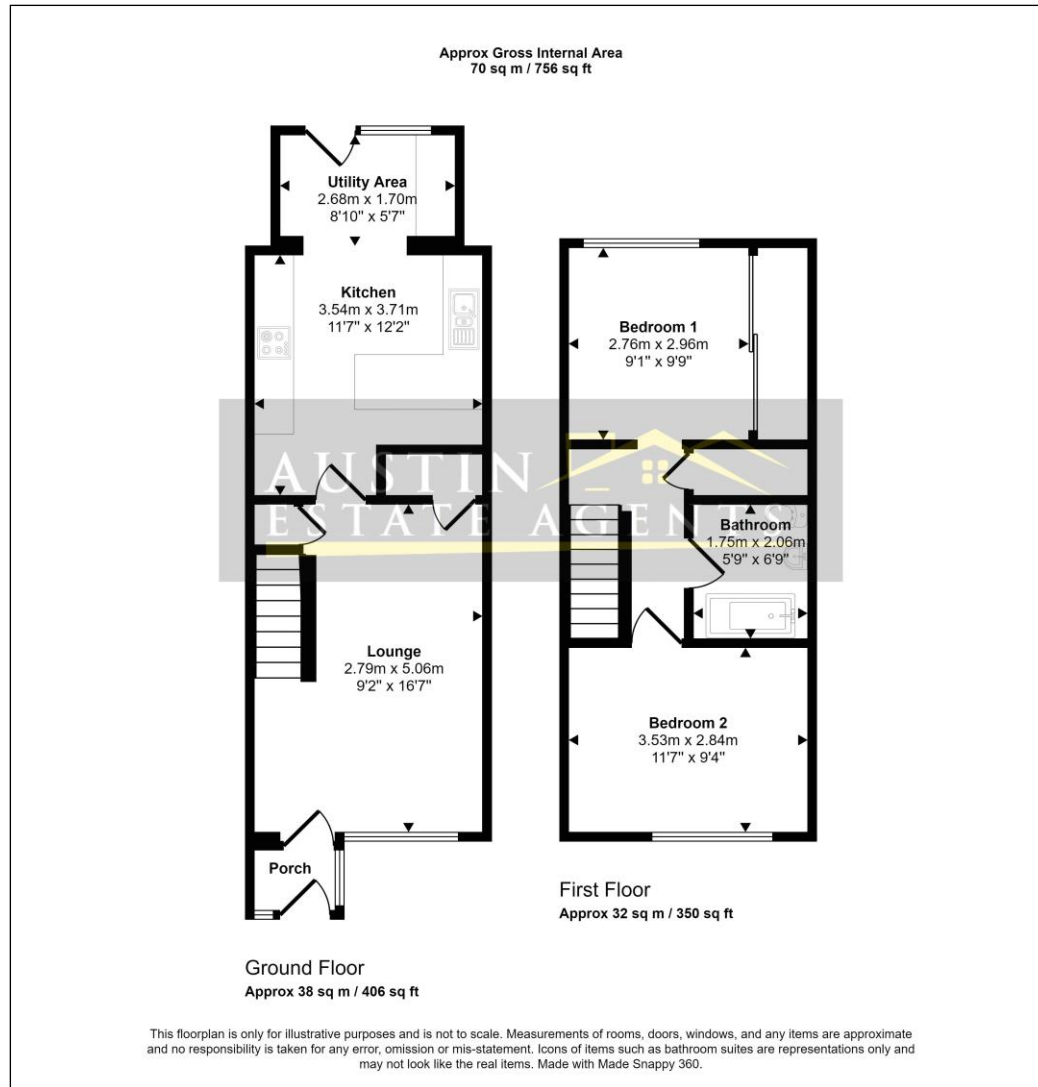 Approx Gross Internal Area
70 sq m / 756 sq ft
Utility Area
2.68m x 1.70m
8'10" x 5'7"
Kitchen
3.54m x 3.71m
11'7" x 12'2"
Bedroom 1
2.76m x 2.96m
9'1" x 9'9"
AUSTIN
ESTATE AGENTS
Bathroom
1.75m x 2.06m
5'9" x 6'9"
Lounge
2.79m x 5.06m
9'2" x 16'7"
Bedroom 2
3.53m x 2.84m
11'7" x 9'4"
Porch
First Floor
Approx 32 sq m / 350 sq ft
Ground Floor
Approx 38 sq m / 406 sq ft
This floorplan is only for illustrative purposes and is not to scale. Measurements of rooms, doors, windows, and any items are approximate
and no responsibility is taken for any error, omission or mis-statement. Icons of items such as bathroom suites are representations only and
may not look like the real items. Made with Made Snappy 360.